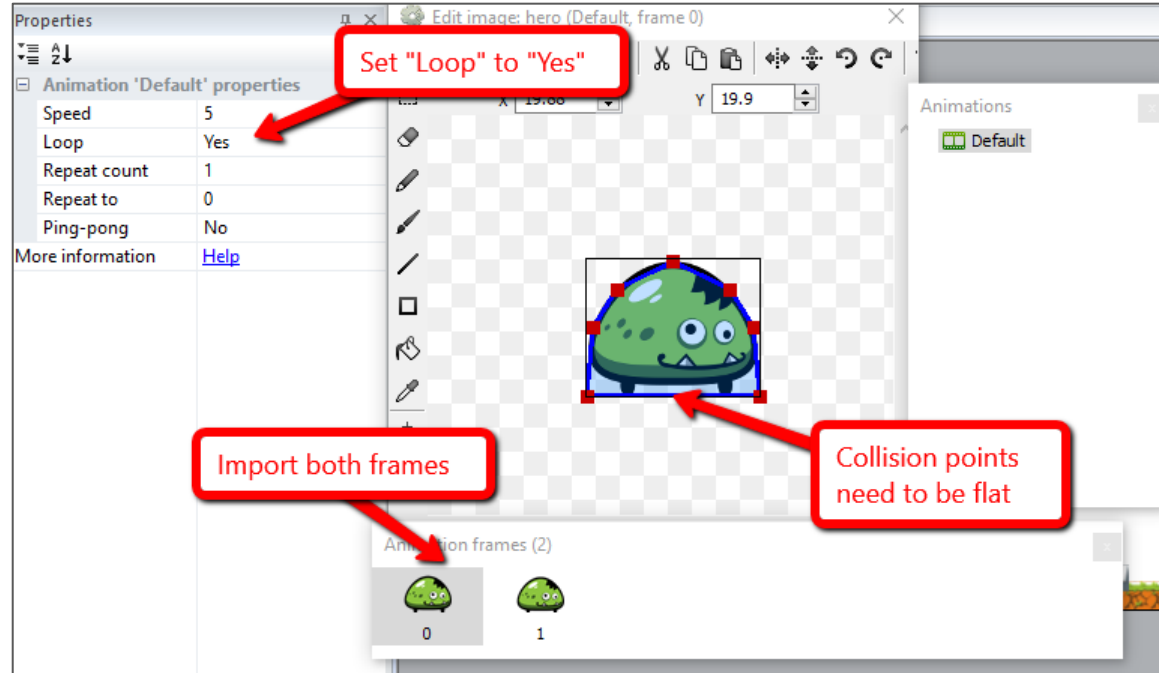 Properties
Edit image: hero (Default, frame 0)
Set "Loop" to "Yes"
Animation 'Default' properties
Speed 5
Loop Yes
Repeat count 1
Repeat to 0
Ping-pong No
More information Help
X 19.88 Y 19.9
Animations
Default
Import both frames
Collision points
need to be flat
Animation frames (2)
0 1